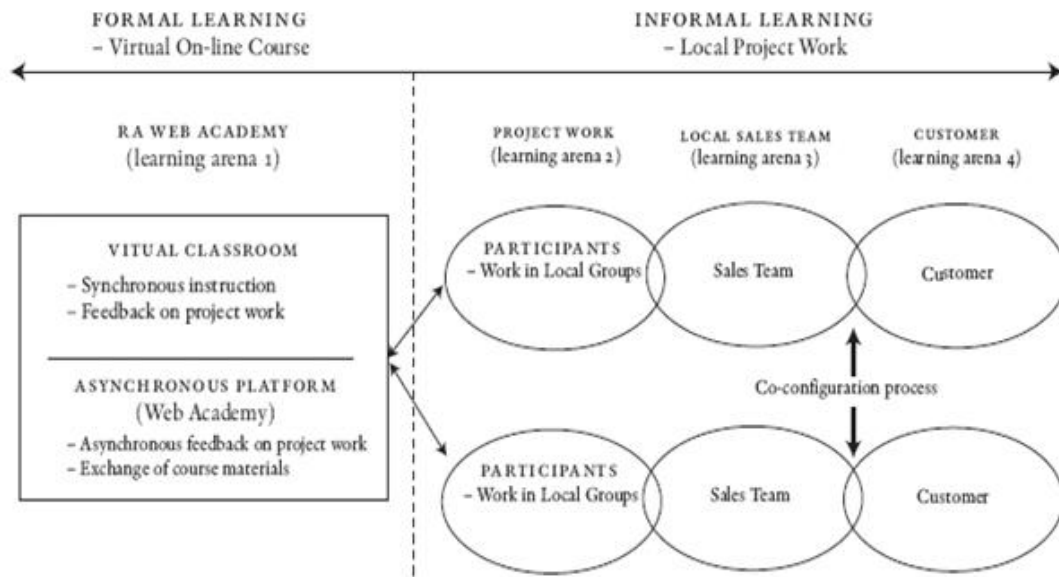 FORMAL LEARNING
– Virtual On-line Course
INFORMAL LEARNING
– Local Project Work
RA WEB ACADEMY
(learning arena 1)
PROJECT WORK
(learning arena 2)
LOCAL SALES TEAM
(learning arena 3)
CUSTOMER
(learning arena 4)
VITUAL CLASSROOM
– Synchronous instruction
– Feedback on project work
ASYNCHRONOUS PLATFORM
(Web Academy)
– Asynchronous feedback on project work
– Exchange of course materials
PARTICIPANTS
– Work in Local Groups
Sales Team
Customer
Co-configuration process
PARTICIPANTS
– Work in Local Groups
Sales Team
Customer